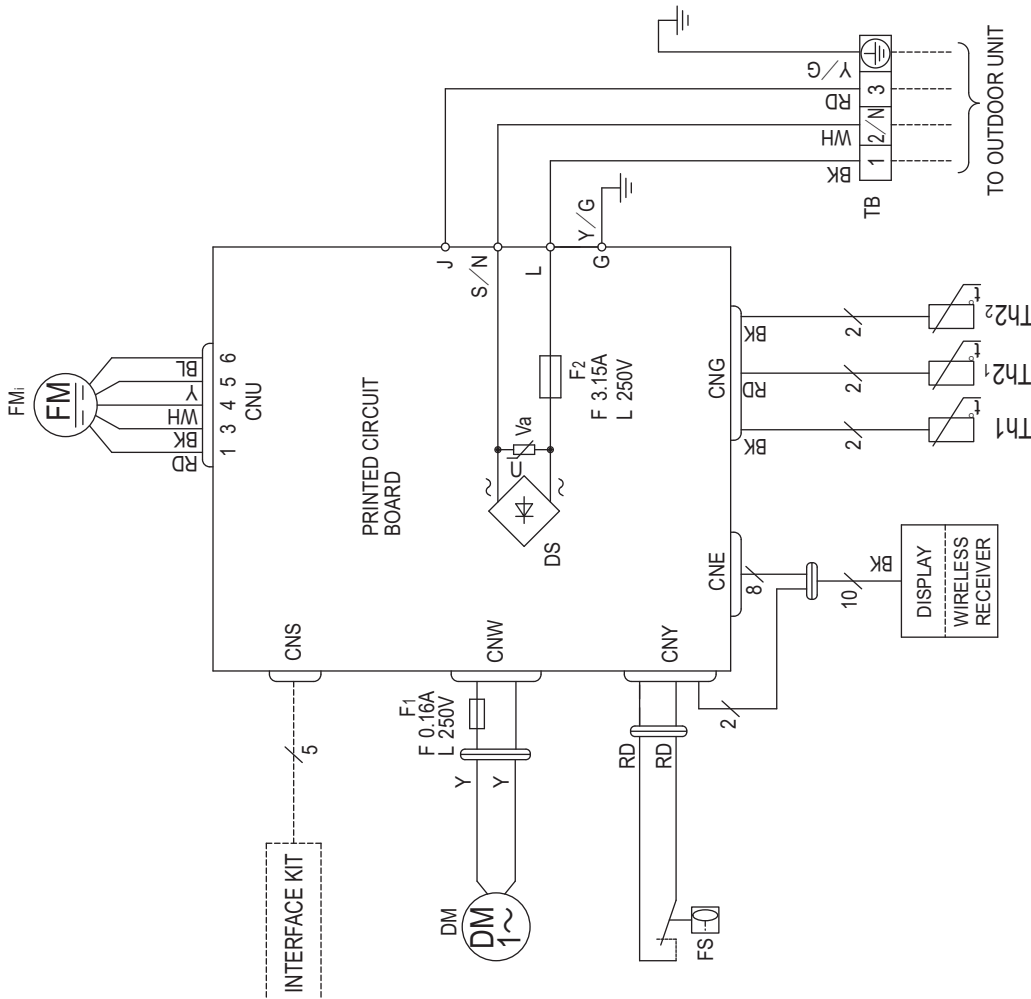 FMi
FM
RD
BK
WH
Y
BL
1 3 4 5 6
CNU
PRINTED CIRCUIT
BOARD
J
S/N
L
G
Y/G
F2
F 3.15A
L 250V
Va
U
~
~
DS
CNS
CNW
CNY
CNE
CNG
5
INTERFACE KIT
F1
F 0.16A
L 250V
Y
Y
DM
DM
1~
RD
RD
FS
2
8
10
BK
DISPLAY
WIRELESS
RECEIVER
BK
RD
BK
2
2
2
t°
t°
t°
Th1
Th2₁
Th2₂
BK
WH
RD
Y/G
1
2/N
3
TB
TO OUTDOOR UNIT